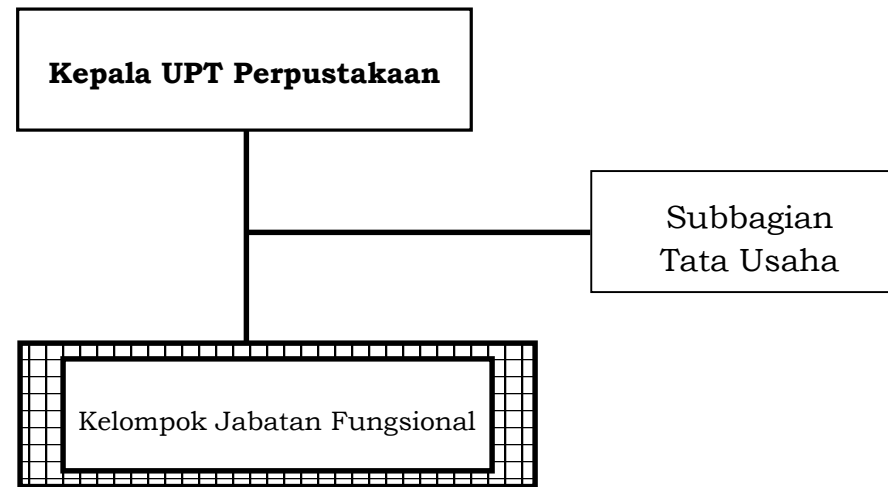 Kepala UPT Perpustakaan
Subbagian
Tata Usaha
Kelompok Jabatan Fungsional